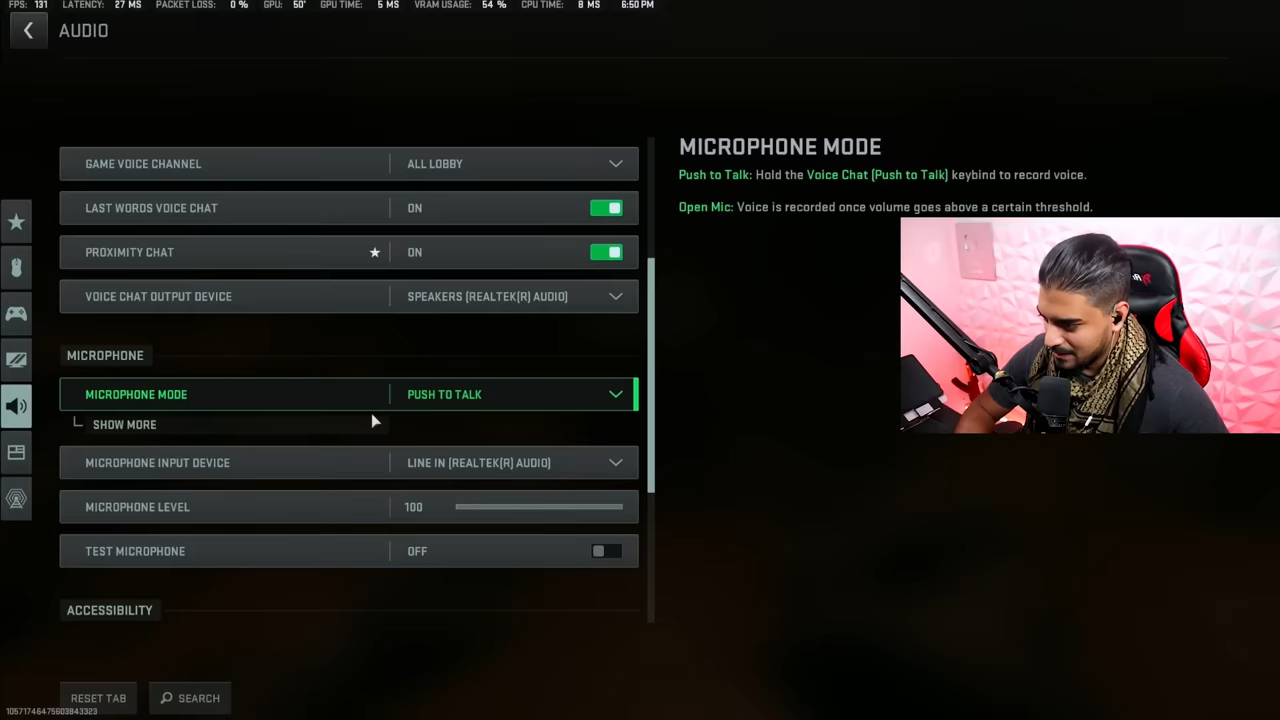 FPS: 131 LATENCY: 27 MS PACKET LOSS: 0 % GPU: 50° GPU TIME: 5 MS VRAM USAGE: 54 % CPU TIME: 8 MS 6:50 PM
AUDIO
GAME VOICE CHANNEL ALL LOBBY
LAST WORDS VOICE CHAT ON
PROXIMITY CHAT ON
VOICE CHAT OUTPUT DEVICE SPEAKERS (REALTEK(R) AUDIO)
MICROPHONE
MICROPHONE MODE PUSH TO TALK
SHOW MORE
MICROPHONE INPUT DEVICE LINE IN (REALTEK(R) AUDIO)
MICROPHONE LEVEL 100
TEST MICROPHONE OFF
ACCESSIBILITY
RESET TAB SEARCH
10571746475603843323
MICROPHONE MODE
Push to Talk: Hold the Voice Chat (Push to Talk) keybind to record voice.
Open Mic: Voice is recorded once volume goes above a certain threshold.